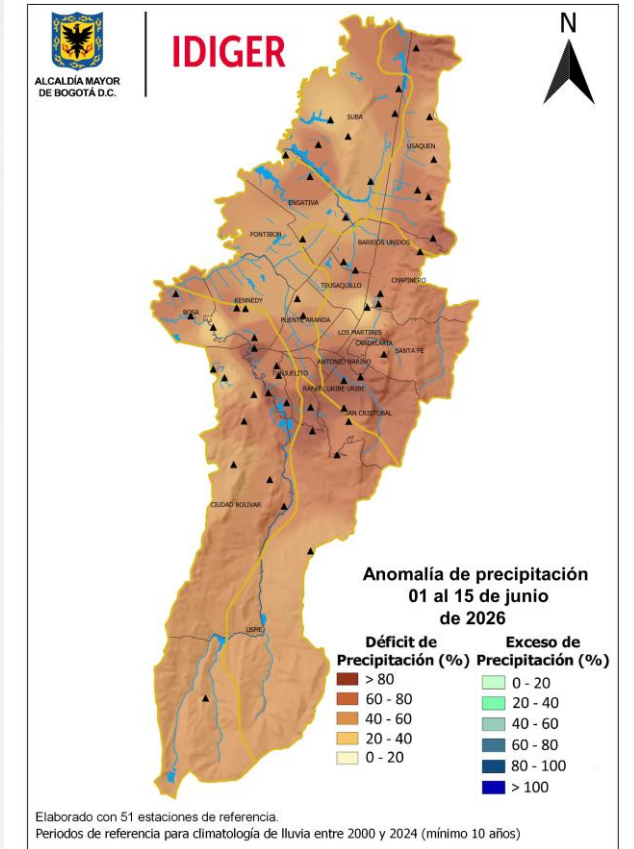 ALCALDÍA MAYOR
DE BOGOTÁ D.C.
IDIGER
N
SUBA
USAQUEN
ENGATIVA
FONTIBON
BARRIOS UNIDOS
TEUSAQUILLO
CHAPINERO
KENNEDY
BOSA
PUENTE ARANDA
LOS MARTIRES
CANDELARIA
SANTA FE
ANTONIO NARIÑO
TUNJUELITO
RAFAEL URIBE URIBE
SAN CRISTOBAL
CIUDAD BOLIVAR
USME
Anomalía de precipitación
01 al 15 de junio
de 2026
Déficit de
Precipitación (%)
> 80
60 - 80
40 - 60
20 - 40
0 - 20
Exceso de
Precipitación (%)
0 - 20
20 - 40
40 - 60
60 - 80
80 - 100
> 100
Elaborado con 51 estaciones de referencia.
Periodos de referencia para climatología de lluvia entre 2000 y 2024 (mínimo 10 años)